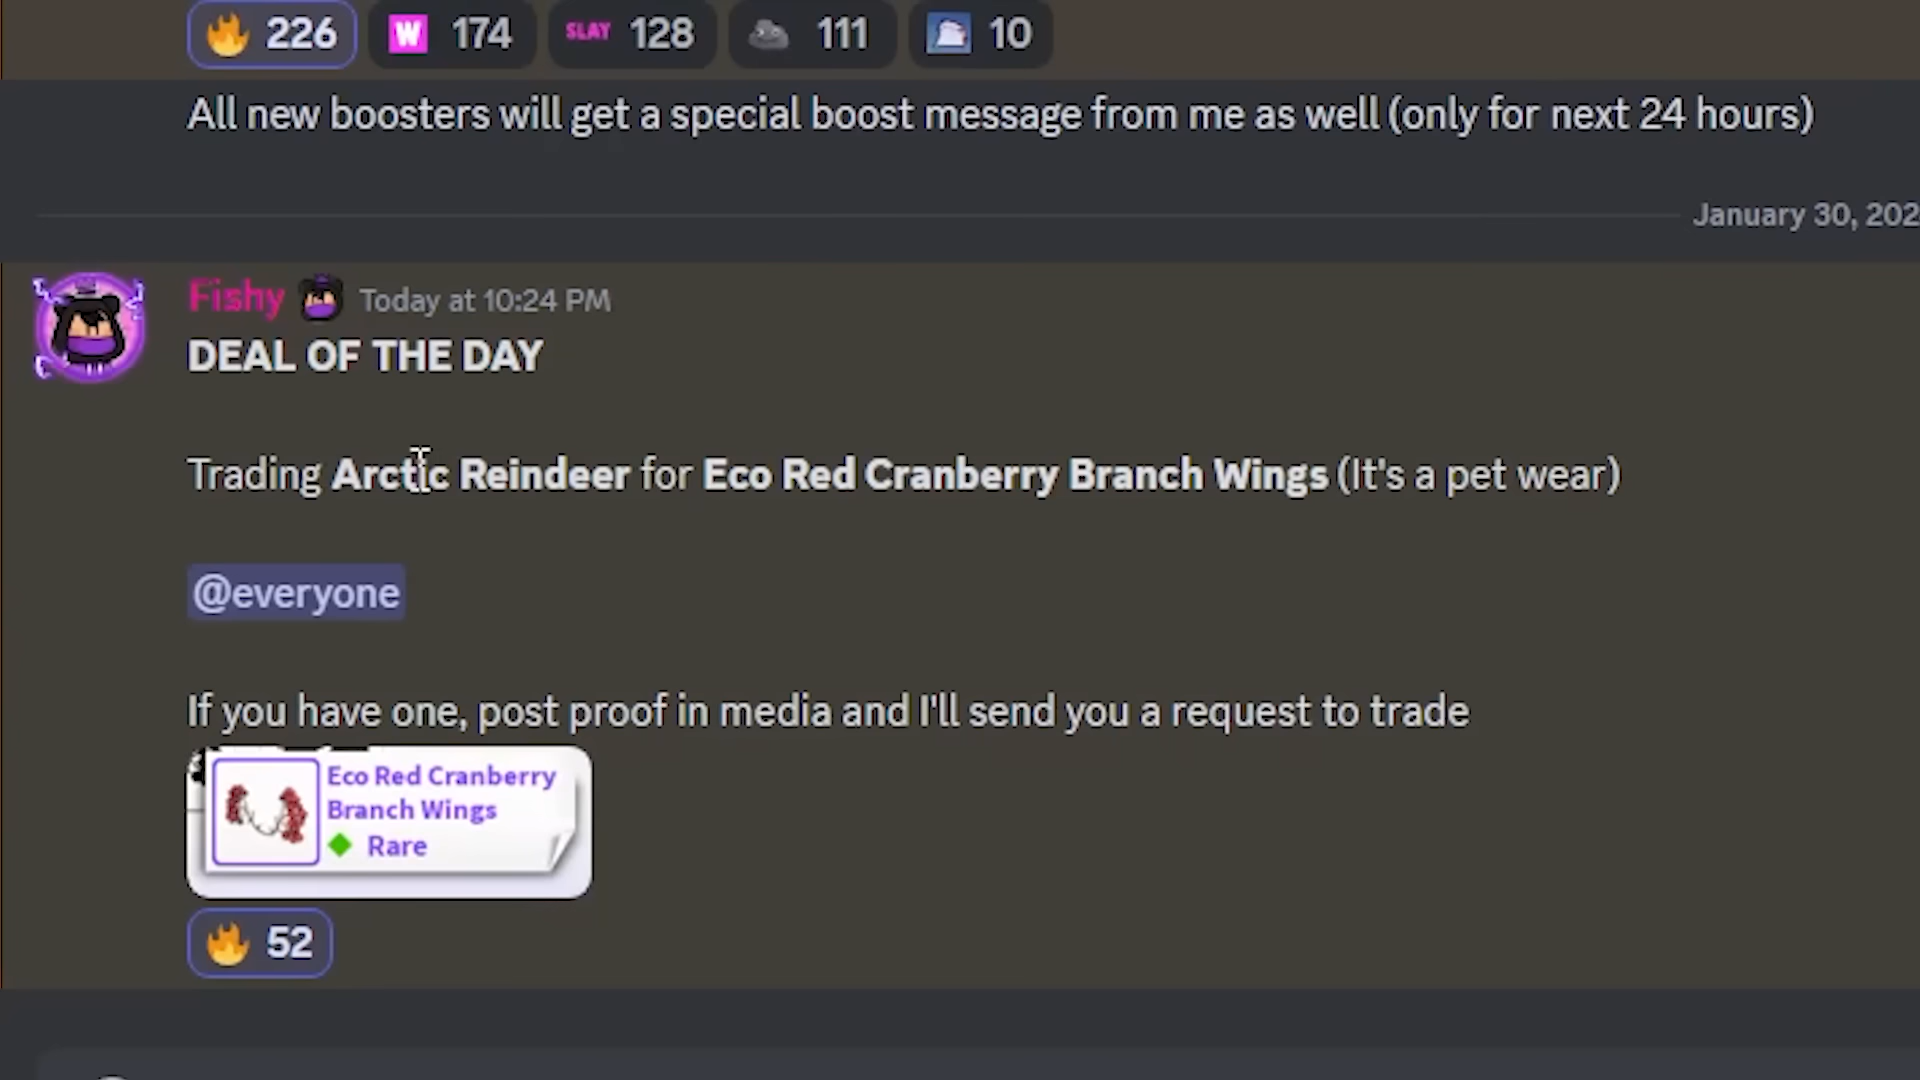 226 W 174 SLAY 128 111 10
All new boosters will get a special boost message from me as well (only for next 24 hours)
January 30, 202
Fishy Today at 10:24 PM
DEAL OF THE DAY
Trading Arctic Reindeer for Eco Red Cranberry Branch Wings (It's a pet wear)
@everyone
If you have one, post proof in media and I'll send you a request to trade
Eco Red Cranberry
Branch Wings
Rare
52